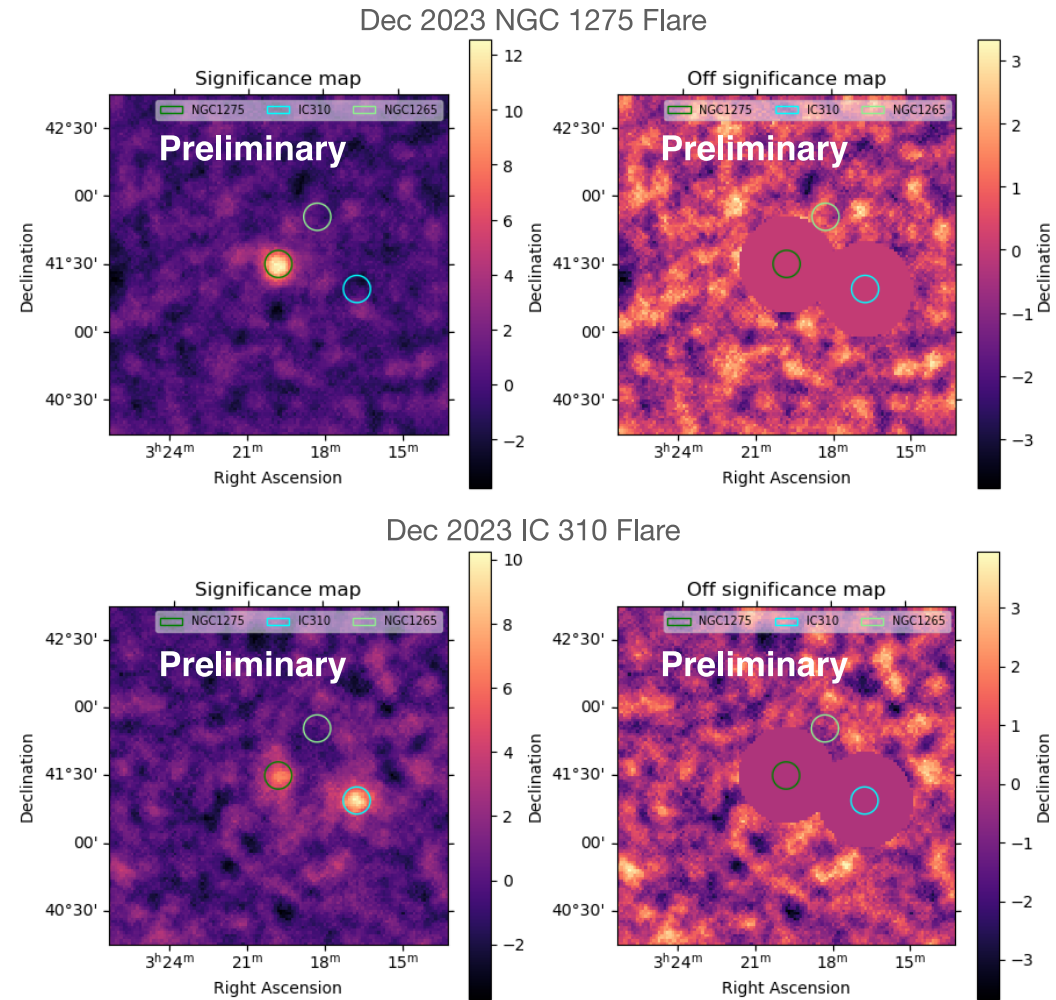 Dec 2023 NGC 1275 Flare
Significance map
NGC1275 IC310 NGC1265
Preliminary
42°30'
00'
41°30'
00'
40°30'
Declination
3h24m 21m 18m 15m
Right Ascension
12
10
8
6
4
2
0
−2
Off significance map
NGC1275 IC310 NGC1265
Preliminary
42°30'
00'
41°30'
00'
40°30'
Declination
3h24m 21m 18m 15m
Right Ascension
3
2
1
0
−1
−2
−3
Declination
Dec 2023 IC 310 Flare
Significance map
NGC1275 IC310 NGC1265
Preliminary
42°30'
00'
41°30'
00'
40°30'
Declination
3h24m 21m 18m 15m
Right Ascension
10
8
6
4
2
0
−2
Off significance map
NGC1275 IC310 NGC1265
Preliminary
42°30'
00'
41°30'
00'
40°30'
Declination
3h24m 21m 18m 15m
Right Ascension
3
2
1
0
−1
−2
−3
Declination